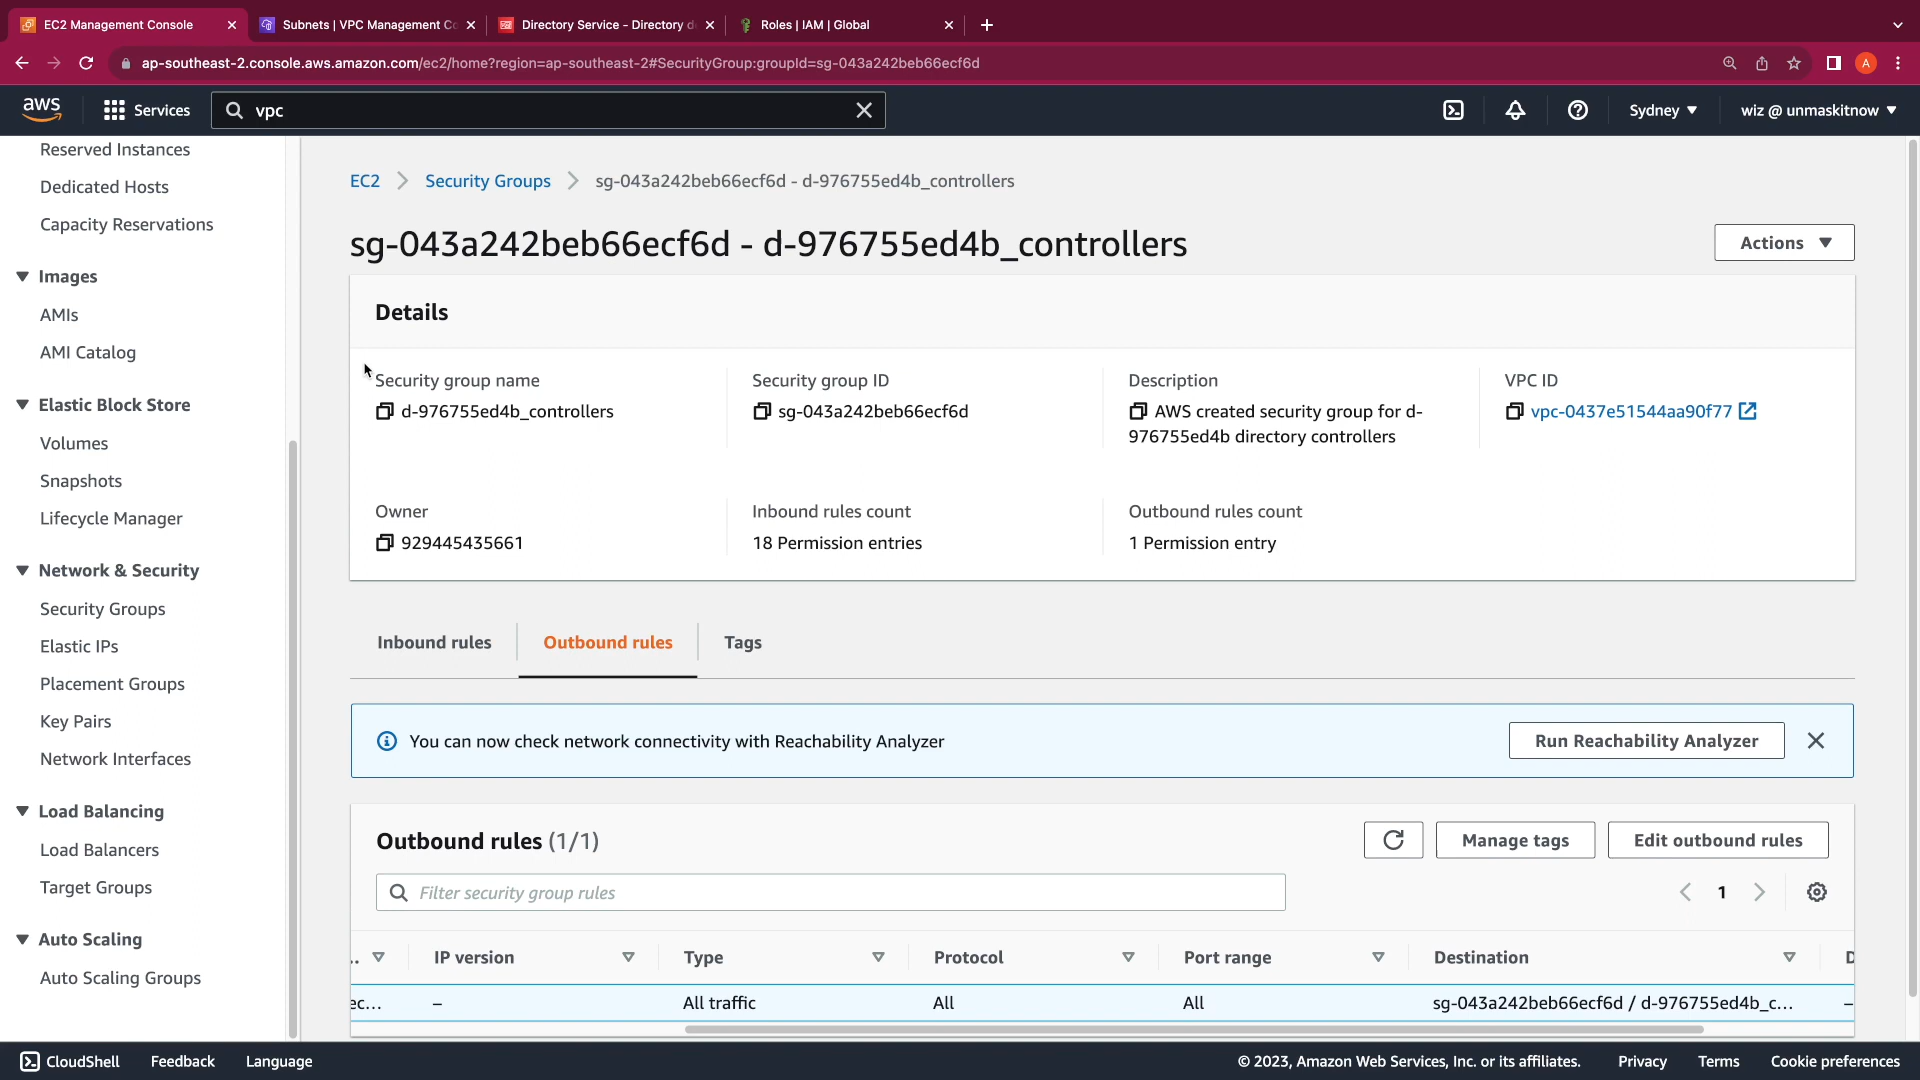 EC2 Management Console
Subnets | VPC Management Co
Directory Service - Directory d
Roles | IAM | Global
ap-southeast-2.console.aws.amazon.com/ec2/home?region=ap-southeast-2#SecurityGroup:groupId=sg-043a242beb66ecf6d
A
aws
Services
vpc
Sydney
wiz @ unmaskitnow
Reserved Instances
Dedicated Hosts
Capacity Reservations
Images
AMIs
AMI Catalog
Elastic Block Store
Volumes
Snapshots
Lifecycle Manager
Network & Security
Security Groups
Elastic IPs
Placement Groups
Key Pairs
Network Interfaces
Load Balancing
Load Balancers
Target Groups
Auto Scaling
Auto Scaling Groups
EC2 > Security Groups > sg-043a242beb66ecf6d - d-976755ed4b_controllers
sg-043a242beb66ecf6d - d-976755ed4b_controllers
Actions
Details
Security group name
d-976755ed4b_controllers
Security group ID
sg-043a242beb66ecf6d
Description
AWS created security group for d-
976755ed4b directory controllers
VPC ID
vpc-0437e51544aa90f77
Owner
929445435661
Inbound rules count
18 Permission entries
Outbound rules count
1 Permission entry
Inbound rules
Outbound rules
Tags
You can now check network connectivity with Reachability Analyzer
Run Reachability Analyzer
Outbound rules (1/1)
Manage tags
Edit outbound rules
Filter security group rules
1
.. IP version Type Protocol Port range Destination D
ec... – All traffic All All sg-043a242beb66ecf6d / d-976755ed4b_c... –
CloudShell
Feedback
Language
© 2023, Amazon Web Services, Inc. or its affiliates.
Privacy
Terms
Cookie preferences